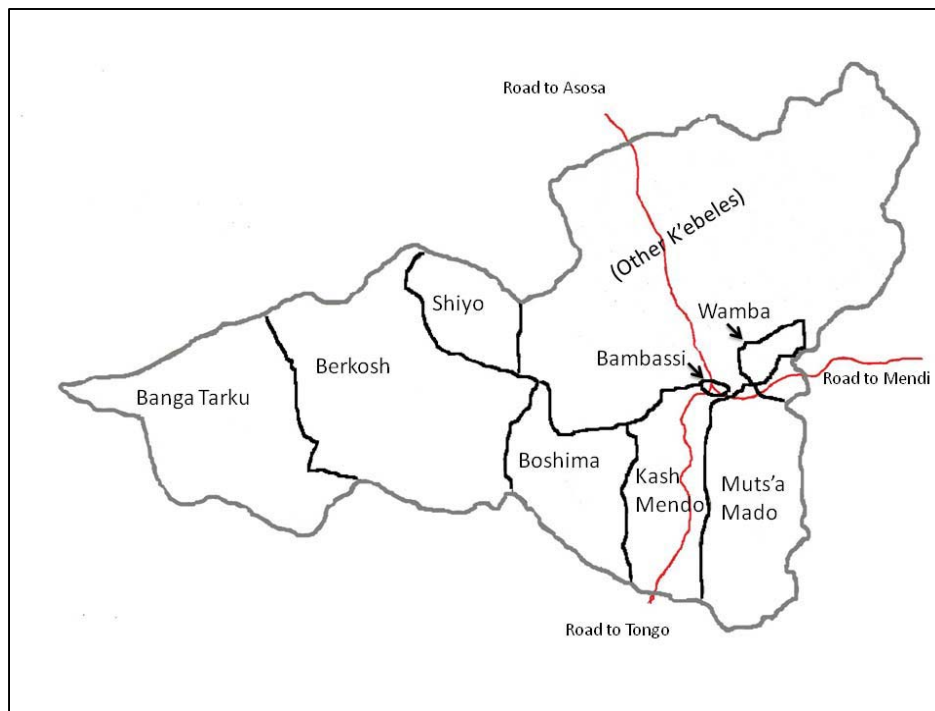 Road to Asosa
(Other K'ebeles)
Shiyo
Wamba
Berkosh
Bambassi
Road to Mendi
Banga Tarku
Boshima
Kash
Mendo
Muts'a
Mado
Road to Tongo